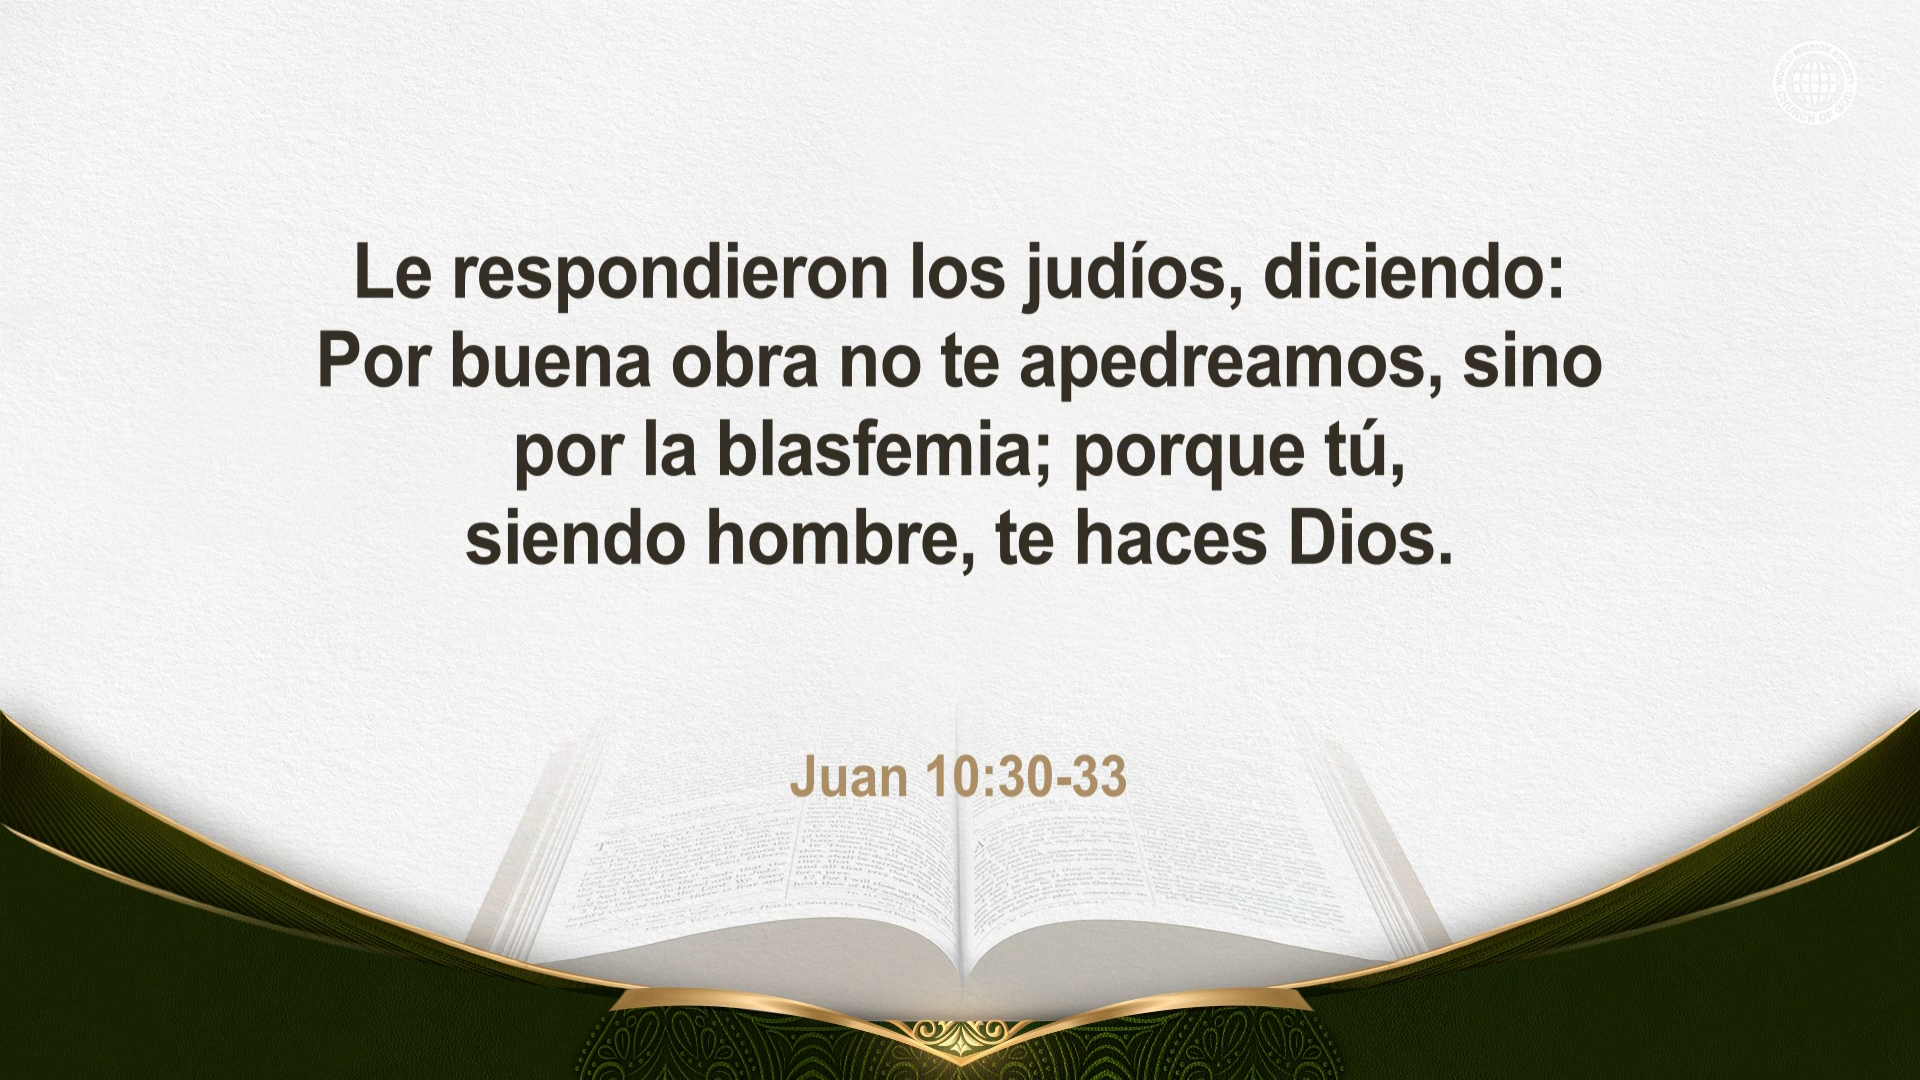 Le respondieron los judíos, diciendo:
Por buena obra no te apedreamos, sino
por la blasfemia; porque tú,
siendo hombre, te haces Dios.
Juan 10:30-33